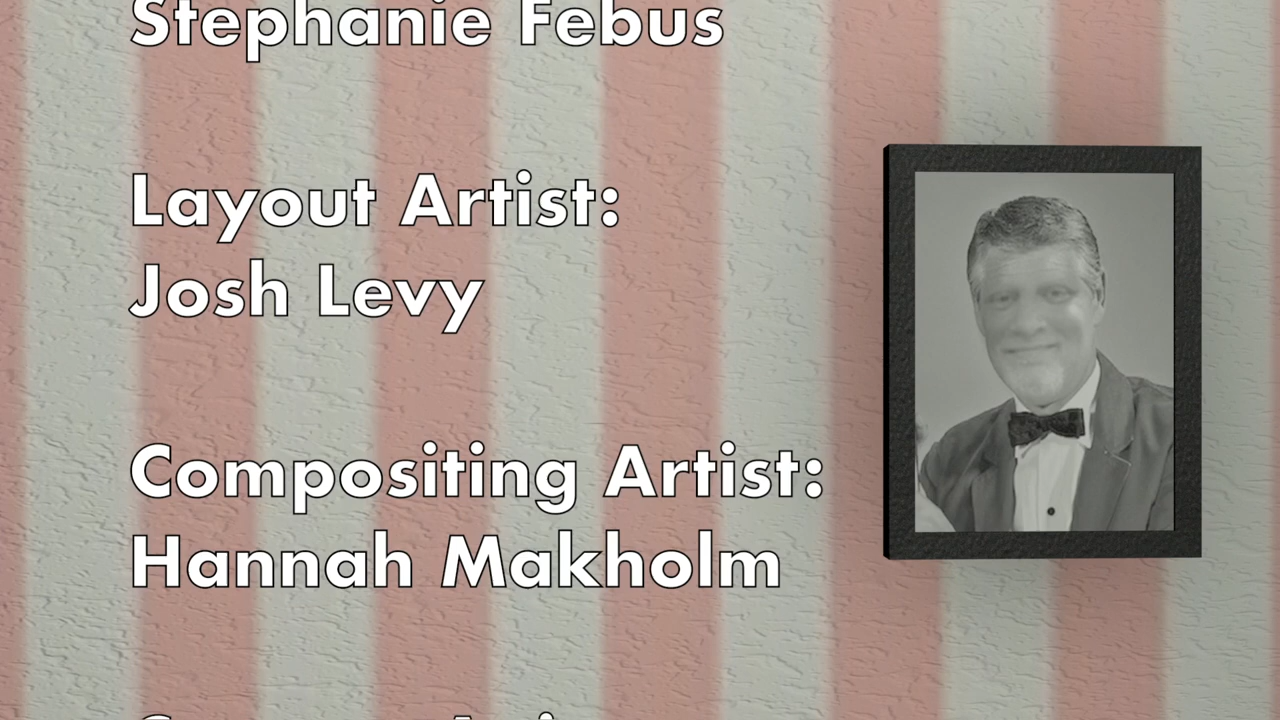 Stephanie Febus
Layout Artist:
Josh Levy
Compositing Artist:
Hannah Makholm